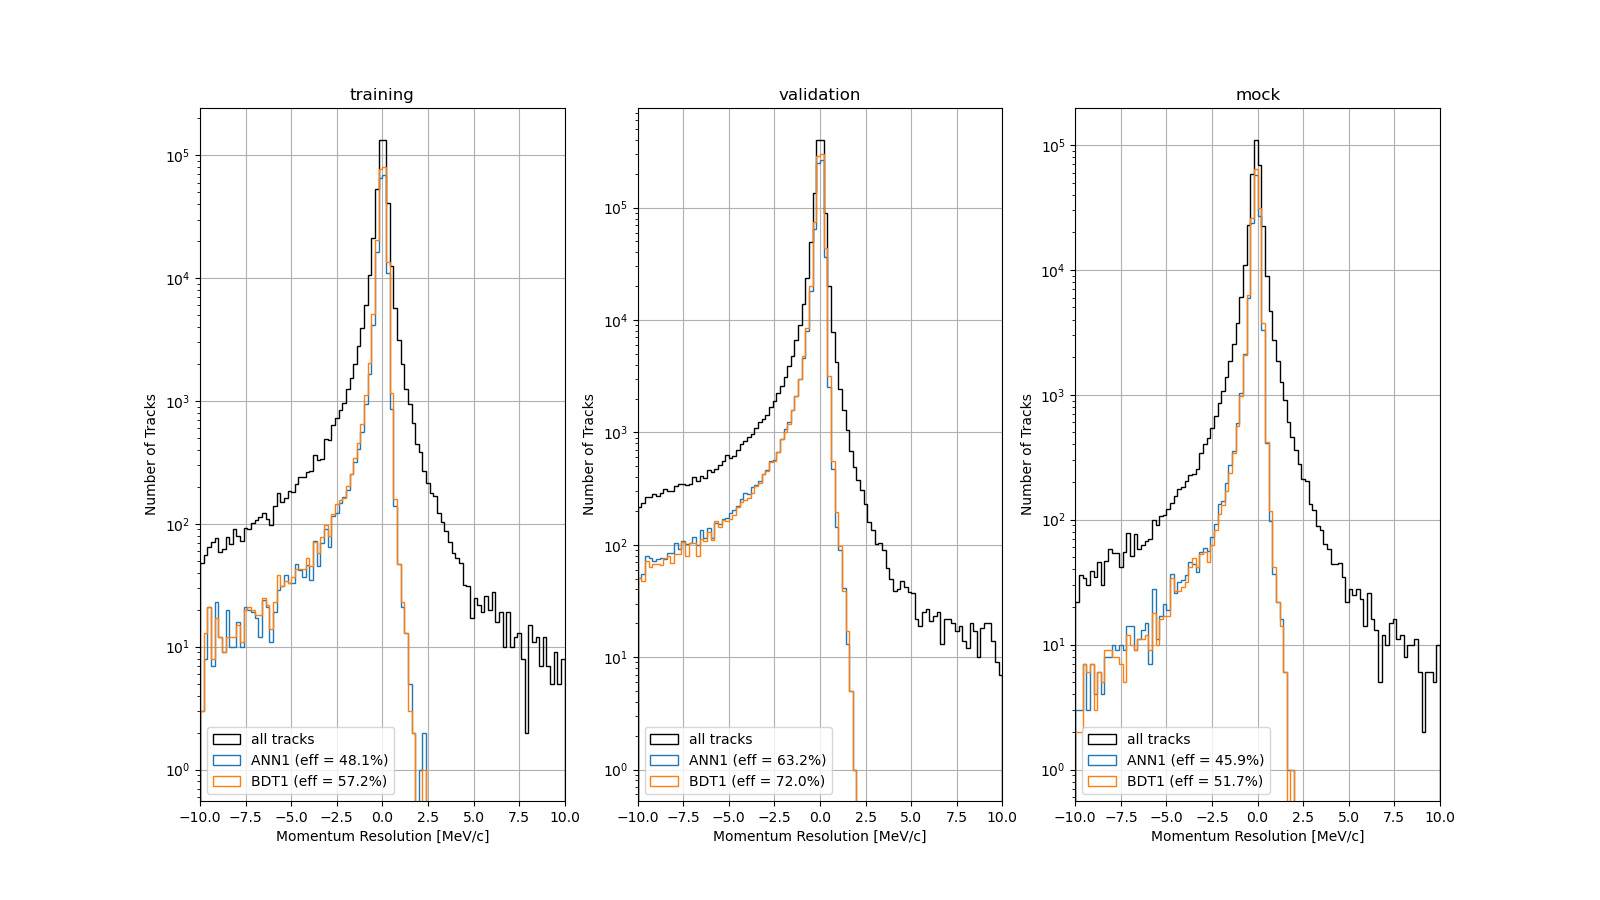 training
Number of Tracks
10^5
10^4
10^3
10^2
10^1
10^0
−10.0 −7.5 −5.0 −2.5 0.0 2.5 5.0 7.5 10.0
Momentum Resolution [MeV/c]
all tracks
ANN1 (eff = 48.1%)
BDT1 (eff = 57.2%)
validation
Number of Tracks
10^5
10^4
10^3
10^2
10^1
10^0
−10.0 −7.5 −5.0 −2.5 0.0 2.5 5.0 7.5 10.0
Momentum Resolution [MeV/c]
all tracks
ANN1 (eff = 63.2%)
BDT1 (eff = 72.0%)
mock
Number of Tracks
10^5
10^4
10^3
10^2
10^1
10^0
−10.0 −7.5 −5.0 −2.5 0.0 2.5 5.0 7.5 10.0
Momentum Resolution [MeV/c]
all tracks
ANN1 (eff = 45.9%)
BDT1 (eff = 51.7%)